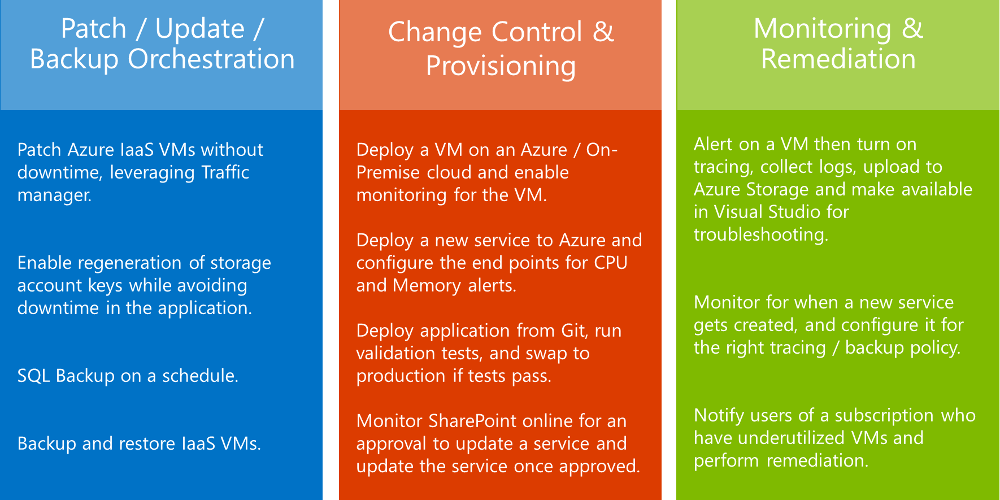 Patch / Update /
Backup Orchestration
Patch Azure IaaS VMs without
downtime, leveraging Traffic
manager.
Enable regeneration of storage
account keys while avoiding
downtime in the application.
SQL Backup on a schedule.
Backup and restore IaaS VMs.
Change Control &
Provisioning
Deploy a VM on an Azure / On-
Premise cloud and enable
monitoring for the VM.
Deploy a new service to Azure and
configure the end points for CPU
and Memory alerts.
Deploy application from Git, run
validation tests, and swap to
production if tests pass.
Monitor SharePoint online for an
approval to update a service and
update the service once approved.
Monitoring &
Remediation
Alert on a VM then turn on
tracing, collect logs, upload to
Azure Storage and make available
in Visual Studio for
troubleshooting.
Monitor for when a new service
gets created, and configure it for
the right tracing / backup policy.
Notify users of a subscription who
have underutilized VMs and
perform remediation.